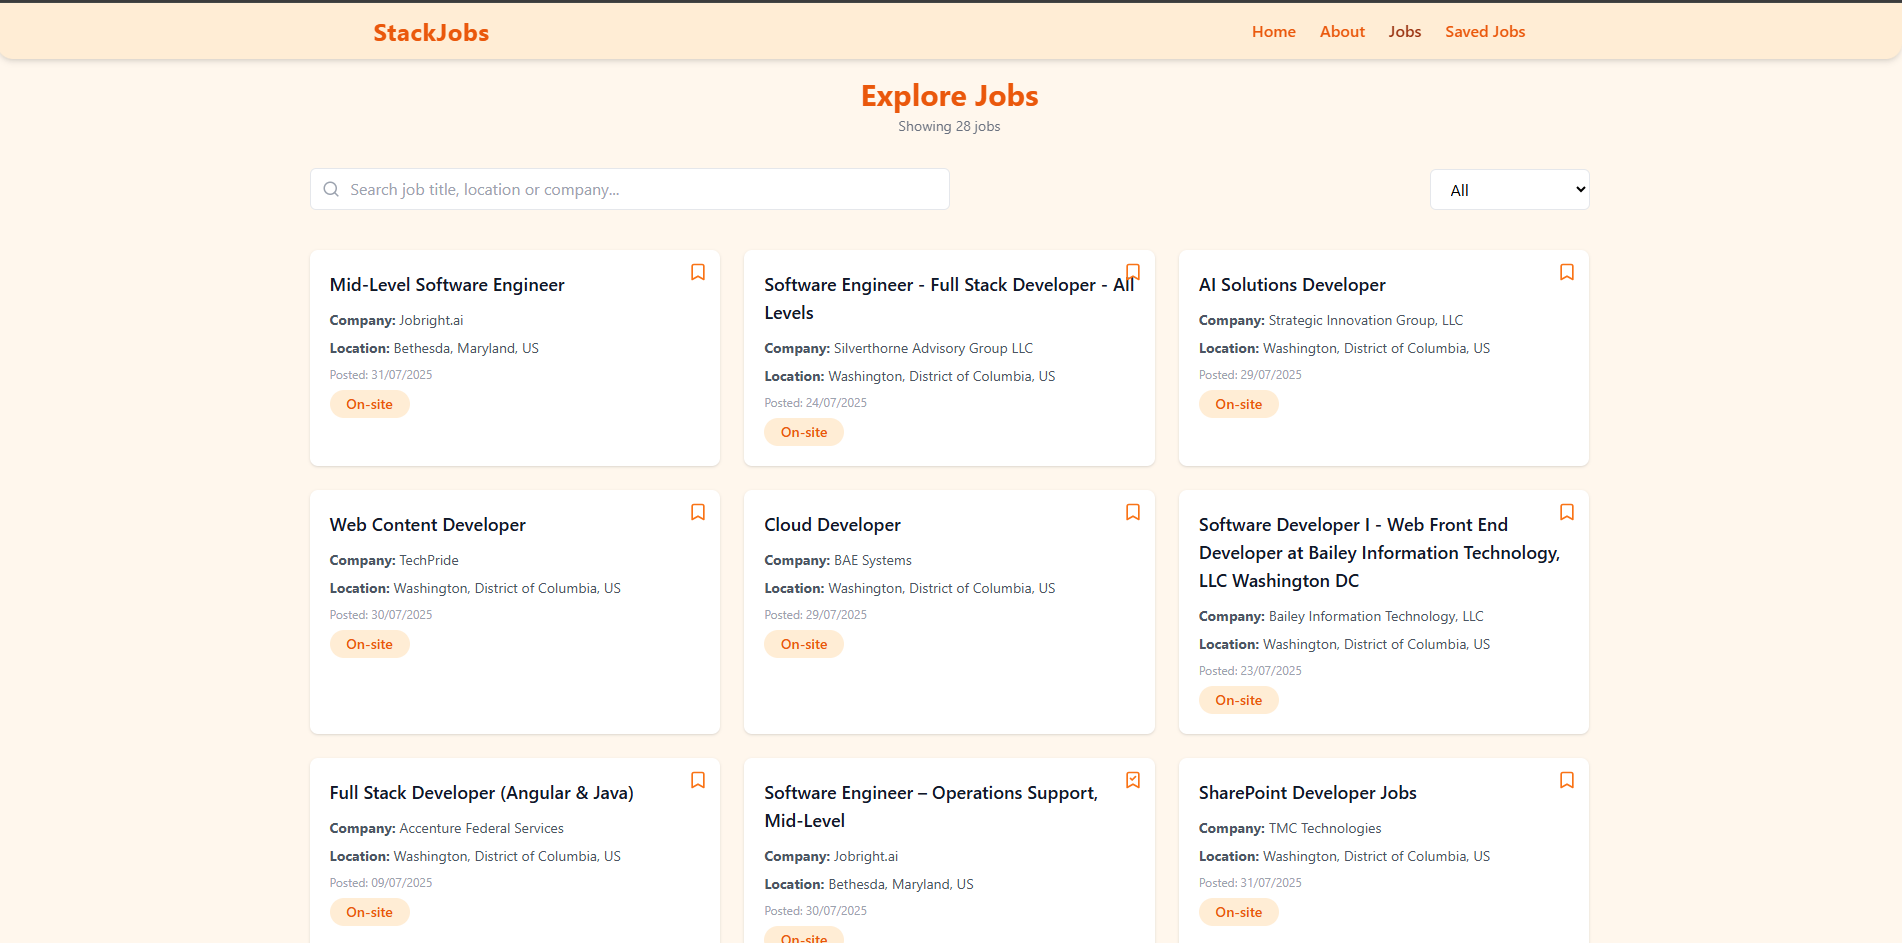 StackJobs
Home About Jobs Saved Jobs
Explore Jobs
Showing 28 jobs
Search job title, location or company...
All
Mid-Level Software Engineer
Company: Jobright.ai
Location: Bethesda, Maryland, US
Posted: 31/07/2025
On-site
Software Engineer - Full Stack Developer - All
Levels
Company: Silverthorne Advisory Group LLC
Location: Washington, District of Columbia, US
Posted: 24/07/2025
On-site
AI Solutions Developer
Company: Strategic Innovation Group, LLC
Location: Washington, District of Columbia, US
Posted: 29/07/2025
On-site
Web Content Developer
Company: TechPride
Location: Washington, District of Columbia, US
Posted: 30/07/2025
On-site
Cloud Developer
Company: BAE Systems
Location: Washington, District of Columbia, US
Posted: 29/07/2025
On-site
Software Developer I - Web Front End
Developer at Bailey Information Technology,
LLC Washington DC
Company: Bailey Information Technology, LLC
Location: Washington, District of Columbia, US
Posted: 23/07/2025
On-site
Full Stack Developer (Angular & Java)
Company: Accenture Federal Services
Location: Washington, District of Columbia, US
Posted: 09/07/2025
On-site
Software Engineer – Operations Support,
Mid-Level
Company: Jobright.ai
Location: Bethesda, Maryland, US
Posted: 30/07/2025
On-site
SharePoint Developer Jobs
Company: TMC Technologies
Location: Washington, District of Columbia, US
Posted: 31/07/2025
On-site